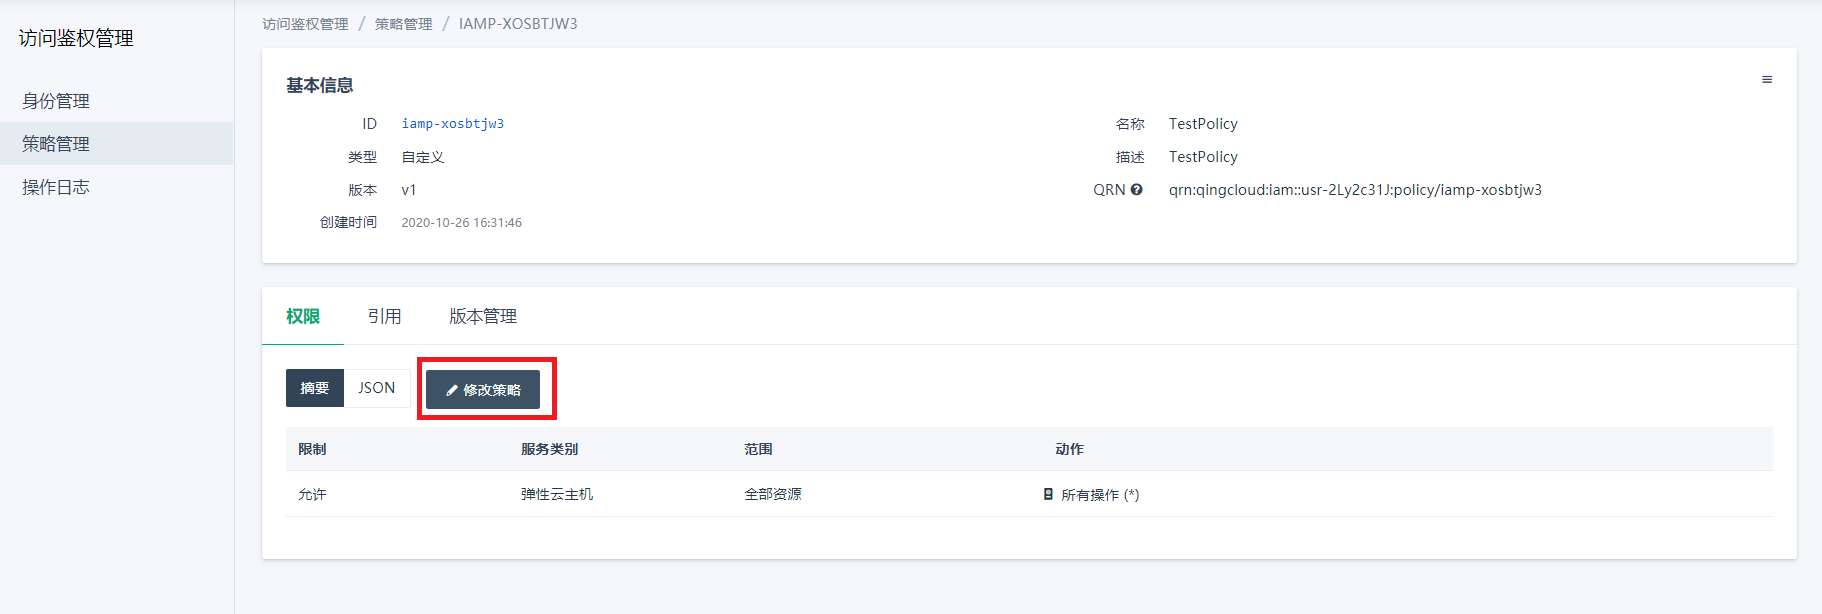 访问鉴权管理
身份管理
策略管理
操作日志
访问鉴权管理 / 策略管理 / IAMP-XOSBTJW3
基本信息
ID iamp-xosbtjw3
名称 TestPolicy
类型 自定义
描述 TestPolicy
版本 v1
QRN qrn:qingcloud:iam::usr-2Ly2c31J:policy/iamp-xosbtjw3
创建时间 2020-10-26 16:31:46
权限 引用 版本管理
摘要 JSON 修改策略
限制 服务类别 范围 动作
允许 弹性云主机 全部资源 所有操作 (*)